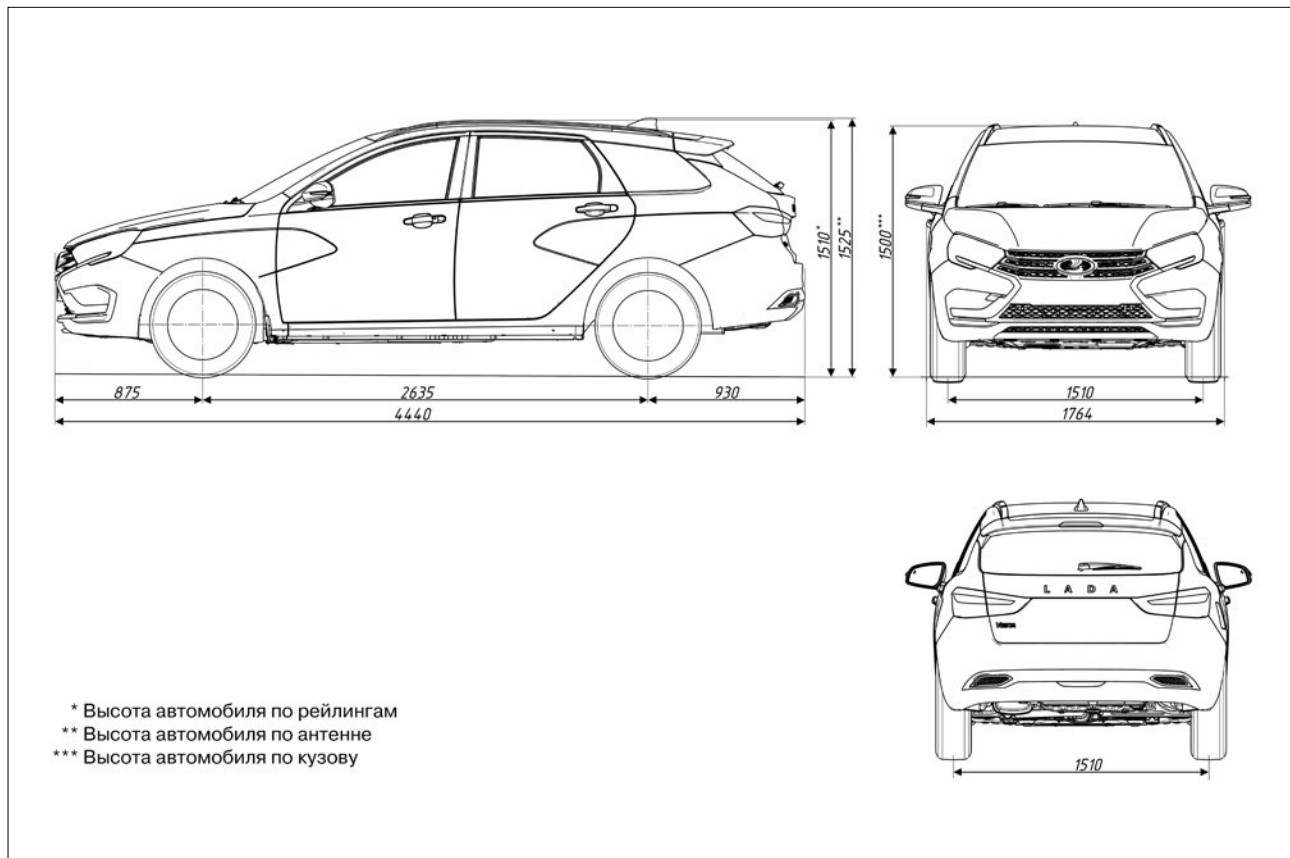 1510*
1525**
1500***
875
2635
930
4440
1510
1764
LADA
VESTA
1510
* Высота автомобиля по рейлингам
** Высота автомобиля по антенне
*** Высота автомобиля по кузову